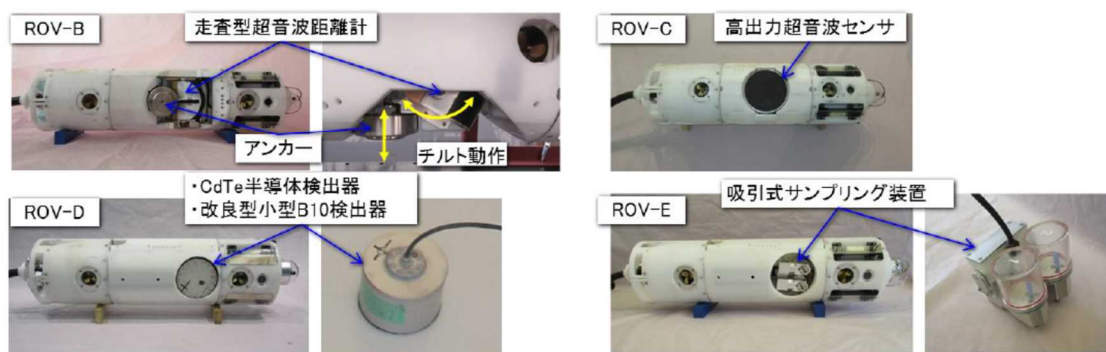 ROV-B
走査型超音波距離計
アンカー
チルト動作
ROV-C
高出力超音波センサ
ROV-D
・CdTe半導体検出器
・改良型小型B10検出器
ROV-E
吸引式サンプリング装置